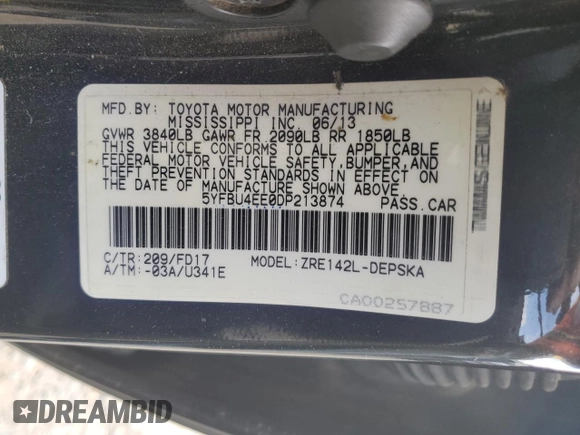 MFD.BY: TOYOTA MOTOR MANUFACTURING
MISSISSIPPI INC 06/13
GVWR 3840LB GAWR FR 2090LB RR 1850LB
THIS VEHICLE CONFORMS TO ALL APPLICABLE
FEDERAL MOTOR VEHICLE SAFETY,BUMPER,AND
THEFT PREVENTION STANDARDS IN EFFECT ON
THE DATE OF MANUFACTURE SHOWN ABOVE.
5YFBU4EE0DP213874 PASS.CAR
C/TR:209/FD17 MODEL:ZRE142L-DEPSKA
A/TM:-03A/U341E
CA00257887
DREAMBID